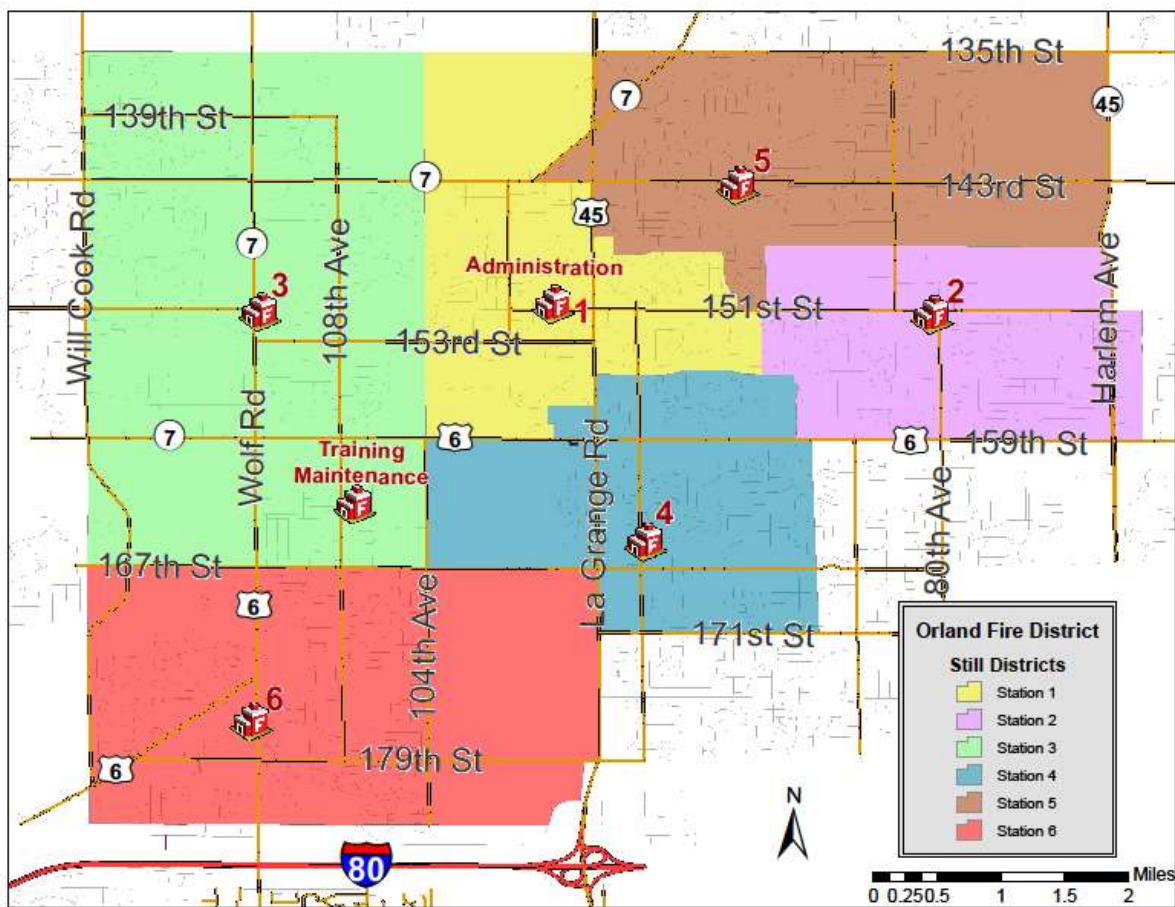 135th St
7
45
139th St
5
7
143rd St
45
7
Will Cook Rd
108th Ave
Administration
3
1
151st St
2
Harlem Ave
153rd St
Wolf Rd
7
6
La Grange Rd
6
159th St
Training
Maintenance
4
80th Ave
167th St
6
104th Ave
171st St
6
179th St
6
80
N
Orland Fire District
Still Districts
Station 1
Station 2
Station 3
Station 4
Station 5
Station 6
Miles
0 0.25 0.5 1 1.5 2